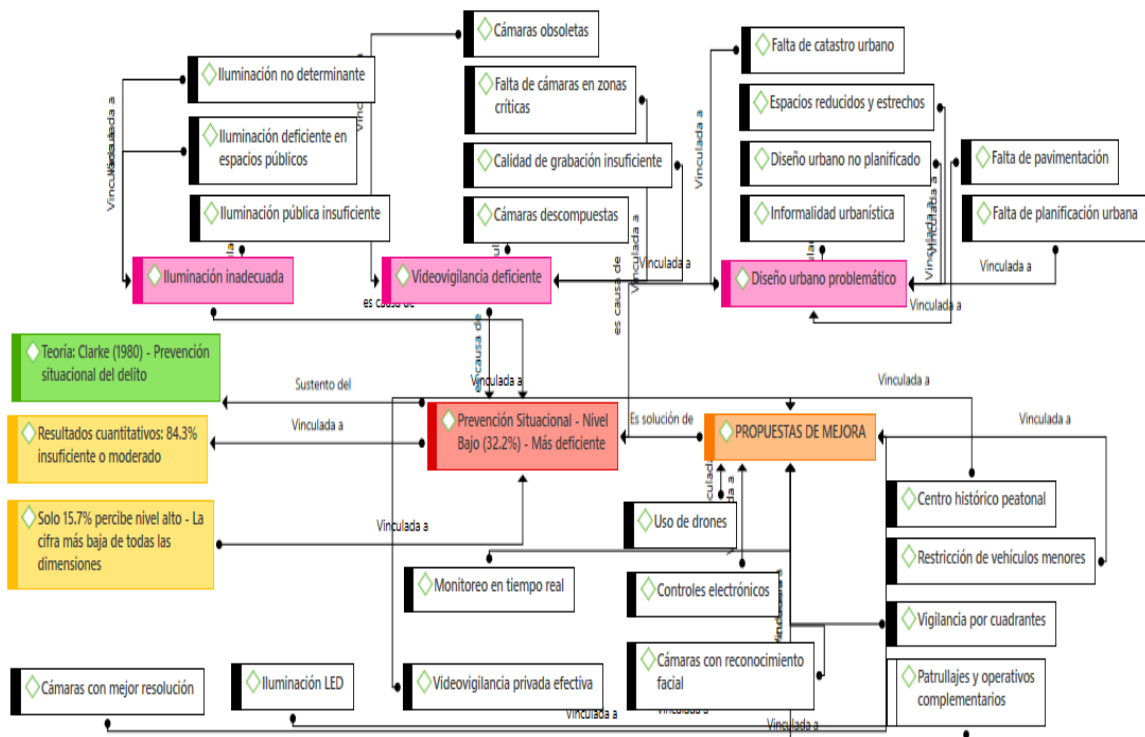 Cámaras obsoletas
Falta de catastro urbano
Iluminación no determinante
Falta de cámaras en zonas
críticas
Espacios reducidos y estrechos
Iluminación deficiente en
espacios públicos
Calidad de grabación insuficiente
Diseño urbano no planificado
Falta de pavimentación
Iluminación pública insuficiente
Cámaras descompuestas
Informalidad urbanística
Falta de planificación urbana
Vinculada a
Vinculada a
Vinculada a
Iluminación inadecuada
Videovigilancia deficiente
Vinculada a
Diseño urbano problemático
Vinculada a
Vinculada a
es causa de
es causa de
es causa de
Teoría: Clarke (1980) - Prevención
situacional del delito
Sustento del
Vinculada a
Vinculada a
Resultados cuantitativos: 84.3%
insuficiente o moderado
Vinculada a
Prevención Situacional - Nivel
Bajo (32.2%) - Más deficiente
Es solución de
PROPUESTAS DE MEJORA
Vinculada a
Solo 15.7% percibe nivel alto - La
cifra más baja de todas las
dimensiones
Vinculada a
Uso de drones
Centro histórico peatonal
Monitoreo en tiempo real
Controles electrónicos
Restricción de vehículos menores
Vigilancia por cuadrantes
Cámaras con mejor resolución
Iluminación LED
Videovigilancia privada efectiva
Cámaras con reconocimiento
facial
Patrullajes y operativos
complementarios
Vinculada a
Vinculada a
Vinculada a